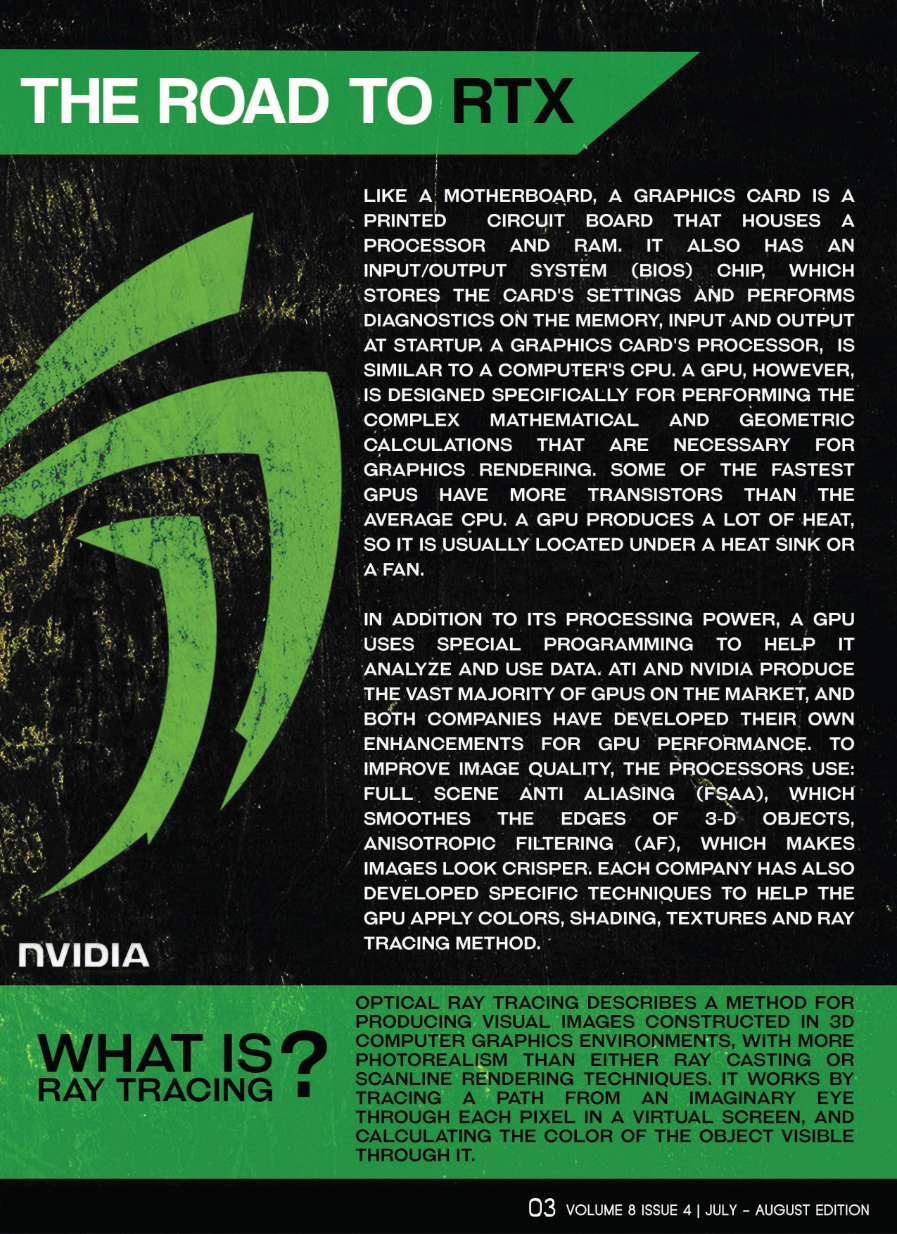 THE ROAD TO RTX
LIKE A MOTHERBOARD, A GRAPHICS CARD IS A
PRINTED CIRCUIT BOARD THAT HOUSES A
PROCESSOR AND RAM. IT ALSO HAS AN
INPUT/OUTPUT SYSTEM (BIOS) CHIP, WHICH
STORES THE CARD'S SETTINGS AND PERFORMS
DIAGNOSTICS ON THE MEMORY, INPUT AND OUTPUT
AT STARTUP. A GRAPHICS CARD'S PROCESSOR, IS
SIMILAR TO A COMPUTER'S CPU. A GPU, HOWEVER,
IS DESIGNED SPECIFICALLY FOR PERFORMING THE
COMPLEX MATHEMATICAL AND GEOMETRIC
CALCULATIONS THAT ARE NECESSARY FOR
GRAPHICS RENDERING. SOME OF THE FASTEST
GPUS HAVE MORE TRANSISTORS THAN THE
AVERAGE CPU. A GPU PRODUCES A LOT OF HEAT,
SO IT IS USUALLY LOCATED UNDER A HEAT SINK OR
A FAN.
IN ADDITION TO ITS PROCESSING POWER, A GPU
USES SPECIAL PROGRAMMING TO HELP IT
ANALYZE AND USE DATA. ATI AND NVIDIA PRODUCE
THE VAST MAJORITY OF GPUS ON THE MARKET, AND
BOTH COMPANIES HAVE DEVELOPED THEIR OWN
ENHANCEMENTS FOR GPU PERFORMANCE. TO
IMPROVE IMAGE QUALITY, THE PROCESSORS USE:
FULL SCENE ANTI ALIASING (FSAA), WHICH
SMOOTHES THE EDGES OF 3-D OBJECTS,
ANISOTROPIC FILTERING (AF), WHICH MAKES
IMAGES LOOK CRISPER. EACH COMPANY HAS ALSO
DEVELOPED SPECIFIC TECHNIQUES TO HELP THE
GPU APPLY COLORS, SHADING, TEXTURES AND RAY
TRACING METHOD.
nVIDIA
WHAT IS
RAY TRACING ?
OPTICAL RAY TRACING DESCRIBES A METHOD FOR
PRODUCING VISUAL IMAGES CONSTRUCTED IN 3D
COMPUTER GRAPHICS ENVIRONMENTS, WITH MORE
PHOTOREALISM THAN EITHER RAY CASTING OR
SCANLINE RENDERING TECHNIQUES. IT WORKS BY
TRACING A PATH FROM AN IMAGINARY EYE
THROUGH EACH PIXEL IN A VIRTUAL SCREEN, AND
CALCULATING THE COLOR OF THE OBJECT VISIBLE
THROUGH IT.
03 VOLUME 8 ISSUE 4 | JULY – AUGUST EDITION